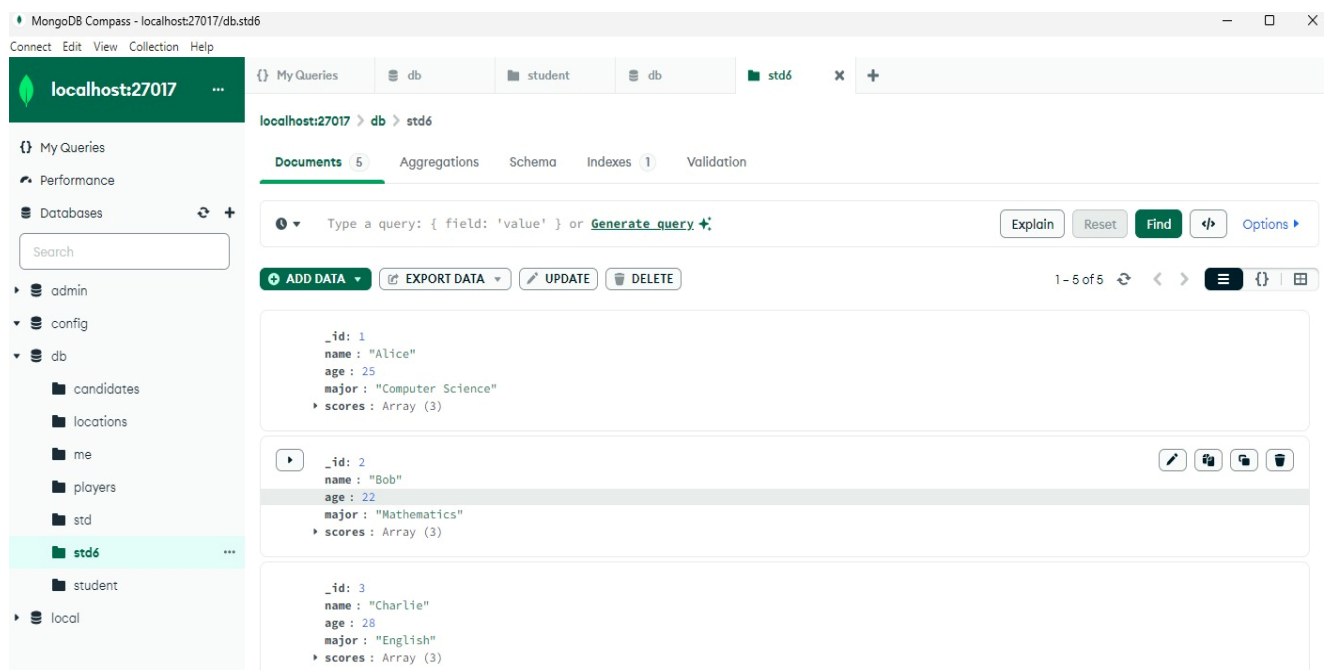 MongoDB Compass - localhost:27017/db.std6
Connect Edit View Collection Help
localhost:27017 ...
{} My Queries
Performance
Databases
Search
admin
config
db
candidates
locations
me
players
std
std6 ...
student
local
{} My Queries db student db std6
localhost:27017 > db > std6
Documents 5 Aggregations Schema Indexes 1 Validation
Type a query: { field: 'value' } or Generate query
Explain Reset Find </> Options
ADD DATA EXPORT DATA UPDATE DELETE
1 – 5 of 5 {}
_id: 1
name : "Alice"
age : 25
major : "Computer Science"
scores : Array (3)
_id: 2
name : "Bob"
age : 22
major : "Mathematics"
scores : Array (3)
_id: 3
name : "Charlie"
age : 28
major : "English"
scores : Array (3)